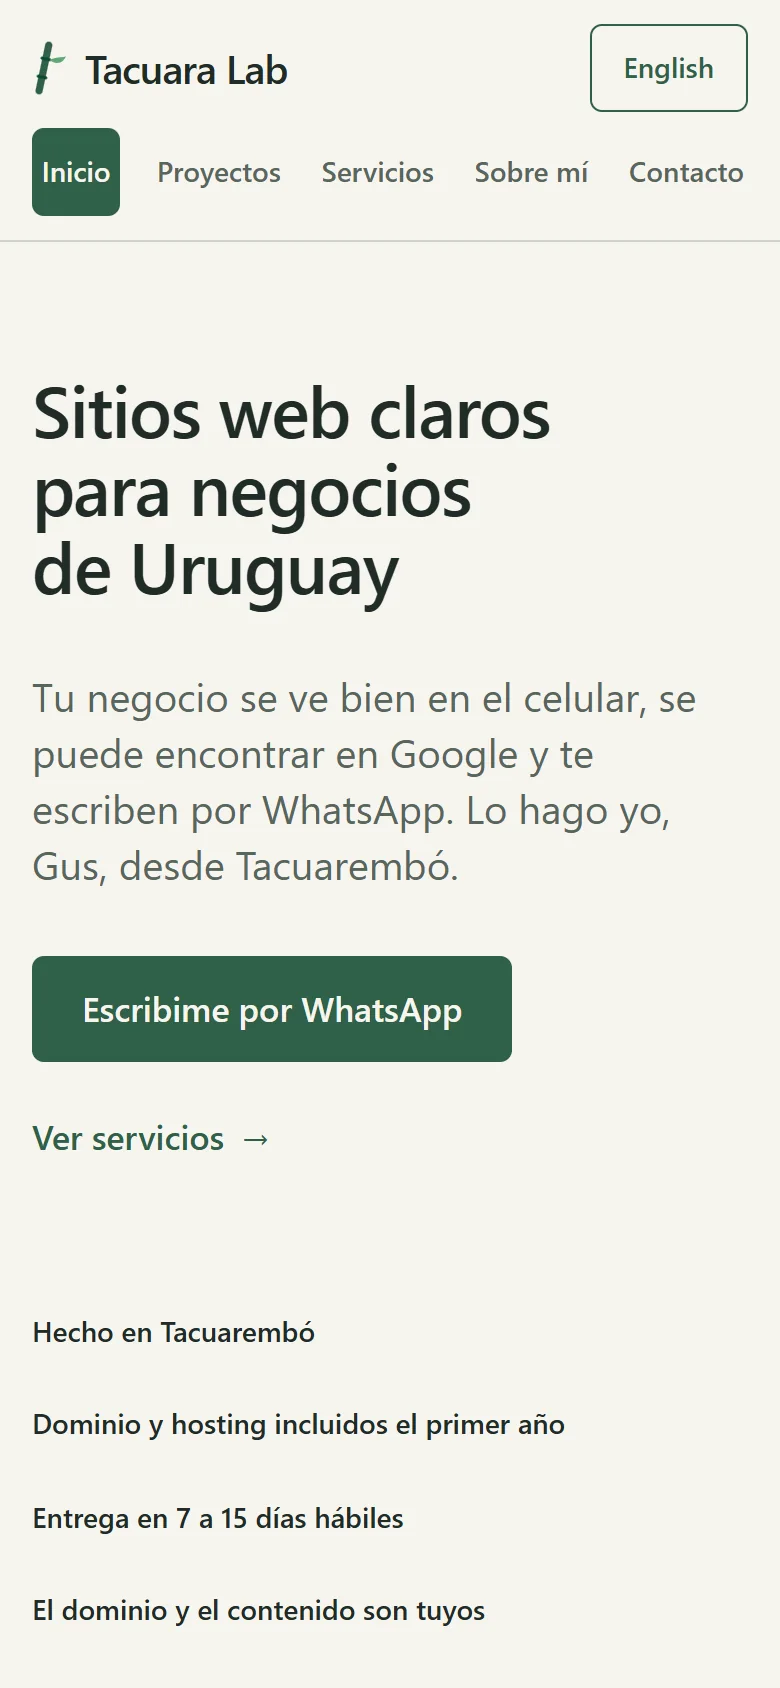 Tacuara Lab
English
Inicio Proyectos Servicios Sobre mí Contacto
Sitios web claros
para negocios
de Uruguay
Tu negocio se ve bien en el celular, se
puede encontrar en Google y te
escriben por WhatsApp. Lo hago yo,
Gus, desde Tacuarembó.
Escribime por WhatsApp
Ver servicios →
Hecho en Tacuarembó
Dominio y hosting incluidos el primer año
Entrega en 7 a 15 días hábiles
El dominio y el contenido son tuyos